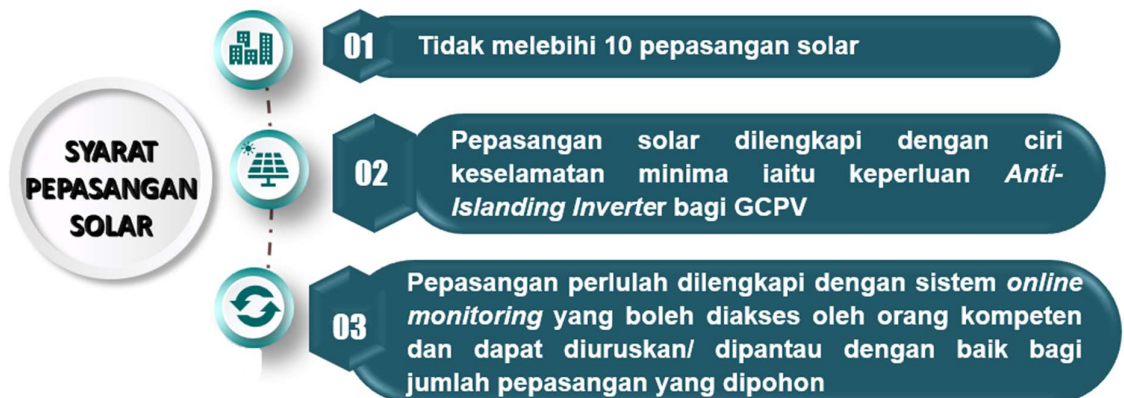 SYARAT
PEPASANGAN
SOLAR
01
Tidak melebihi 10 pepasangan solar
02
Pepasangan solar dilengkapi dengan ciri
keselamatan minima iaitu keperluan Anti-
Islanding Inverter bagi GCPV
03
Pepasangan perlulah dilengkapi dengan sistem online
monitoring yang boleh diakses oleh orang kompeten
dan dapat diuruskan/ dipantau dengan baik bagi
jumlah pepasangan yang dipohon